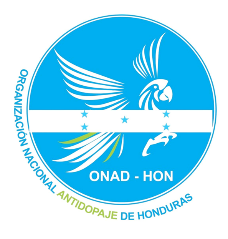 ONAD - HON
ORGANIZACIÓN NACIONAL ANTIDOPAJE DE HONDURAS